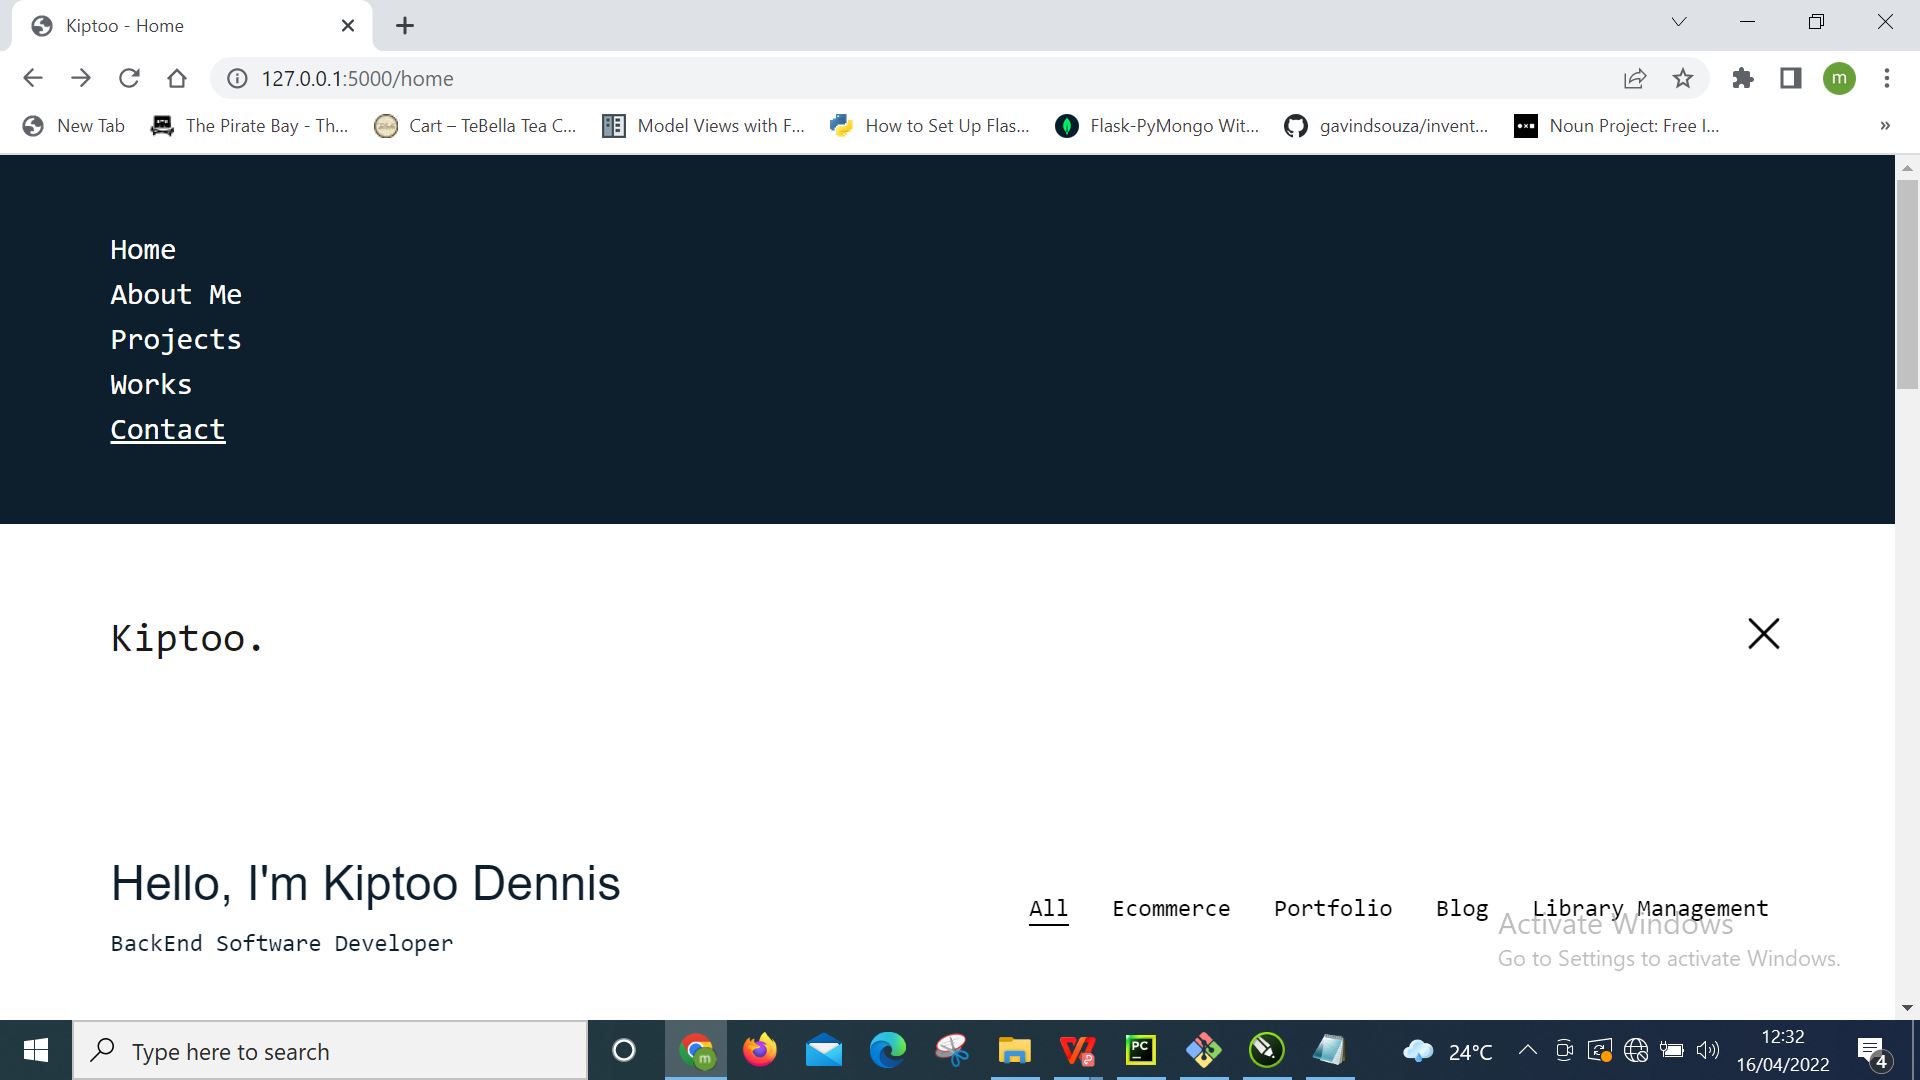 Kiptoo - Home
127.0.0.1:5000/home
m
New Tab
The Pirate Bay - Th...
Cart – TeBella Tea C...
Model Views with F...
How to Set Up Flas...
Flask-PyMongo Wit...
gavindsouza/invent...
Noun Project: Free I...
»
Home
About Me
Projects
Works
Contact
Kiptoo.
Hello, I'm Kiptoo Dennis
BackEnd Software Developer
All Ecommerce Portfolio Blog Library Management
Activate Windows
Go to Settings to activate Windows.
Type here to search
m
PC
24°C
12:32
16/04/2022
4